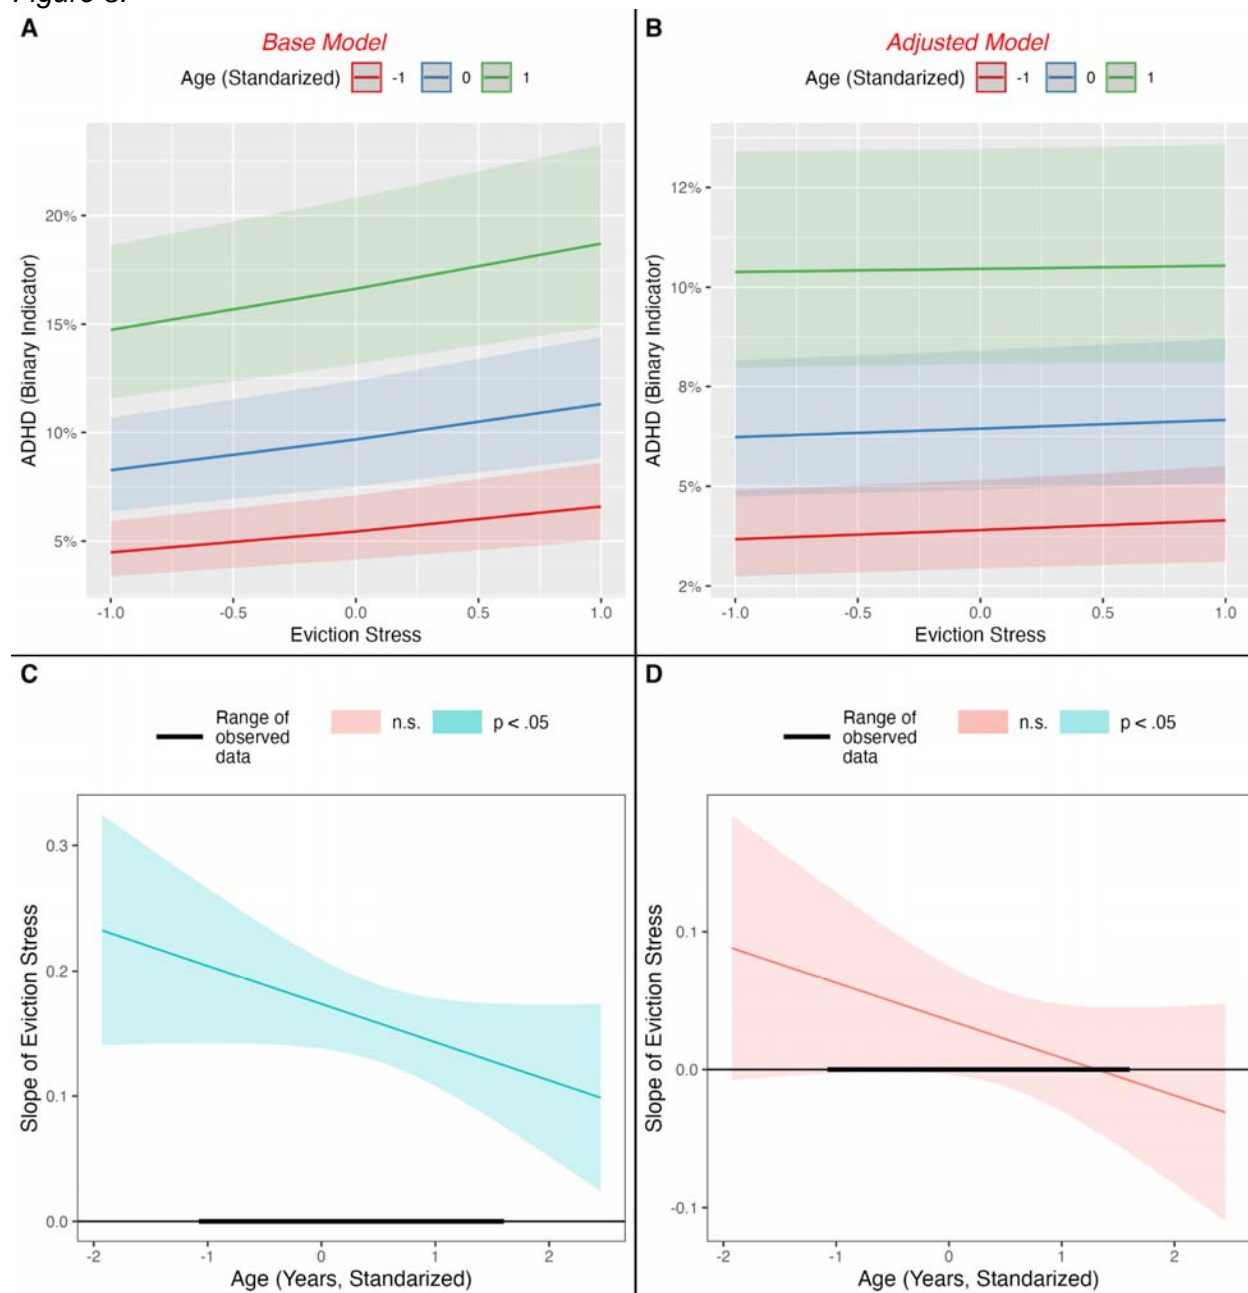 A
Base Model
Age (Standarized) -1 0 1
20%
15%
10%
5%
ADHD (Binary Indicator)
-1.0 -0.5 0.0 0.5 1.0
Eviction Stress
B
Adjusted Model
Age (Standarized) -1 0 1
12%
10%
8%
5%
2%
ADHD (Binary Indicator)
-1.0 -0.5 0.0 0.5 1.0
Eviction Stress
C
Range of
observed
data
n.s. p < .05
0.3
0.2
0.1
0.0
Slope of Eviction Stress
-2 -1 0 1 2
Age (Years, Standarized)
D
Range of
observed
data
n.s. p < .05
0.1
0.0
-0.1
Slope of Eviction Stress
-2 -1 0 1 2
Age (Years, Standarized)